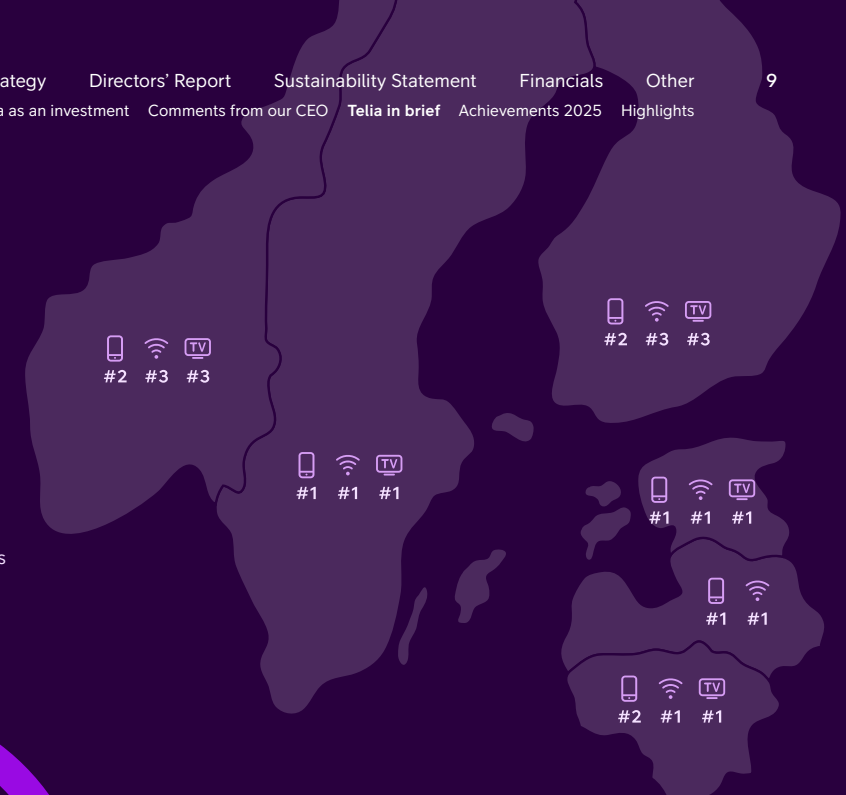 ategy Directors’ Report Sustainability Statement Financials Other 9
a as an investment Comments from our CEO Telia in brief Achievements 2025 Highlights
TV
#2 #3 #3
TV
#2 #3 #3
TV
#1 #1 #1
TV
#1 #1 #1
s
#1 #1
TV
#2 #1 #1